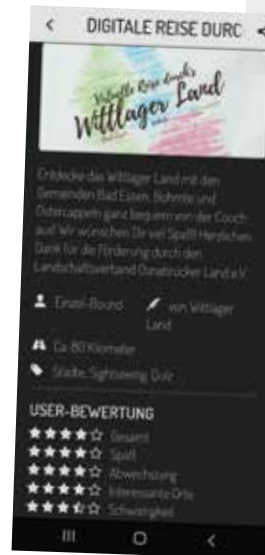 DIGITALE REISE DURC
Virtuelle Reise durch's
Wittlager Land
Entdecke das Wittlager Land mit den
Gemeinden Bad Essen, Bohmte und
Ostercappeln ganz bequem von der Couch
aus! Wir wünschen Dir viel Spaß! Herzlichen
Dank für die Förderung durch den
Landschaftsverband Osnabrücker Land e.V.
Einzel-Bound
von Wittlager
Land
Ca. 80 Kilometer
Städte, Sightseeing, Quiz
USER-BEWERTUNG
Gesamt
Spaß
Abwechslung
Interessante Orte
Schwierigkeit